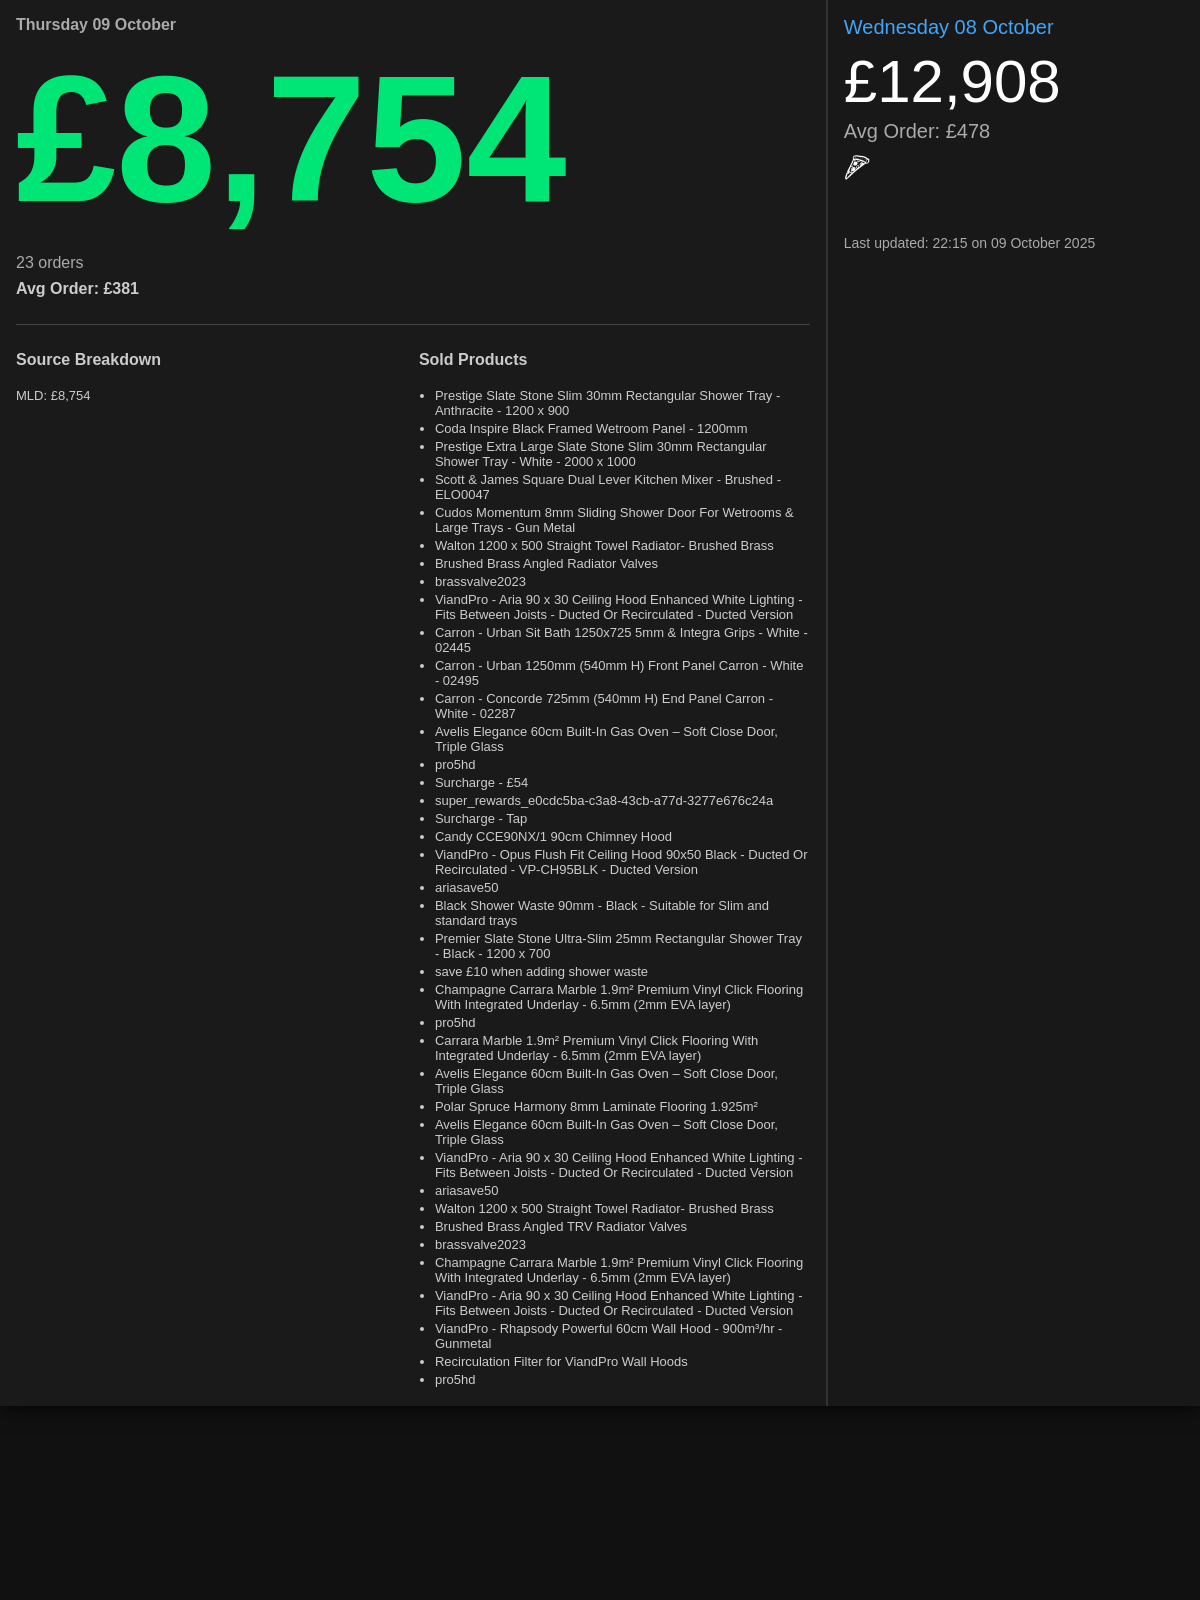 Thursday 09 October
£8,754
23 orders
Avg Order: £381
Source Breakdown
MLD: £8,754
Sold Products
Prestige Slate Stone Slim 30mm Rectangular Shower Tray -
Anthracite - 1200 x 900
Coda Inspire Black Framed Wetroom Panel - 1200mm
Prestige Extra Large Slate Stone Slim 30mm Rectangular
Shower Tray - White - 2000 x 1000
Scott & James Square Dual Lever Kitchen Mixer - Brushed -
ELO0047
Cudos Momentum 8mm Sliding Shower Door For Wetrooms &
Large Trays - Gun Metal
Walton 1200 x 500 Straight Towel Radiator- Brushed Brass
Brushed Brass Angled Radiator Valves
brassvalve2023
ViandPro - Aria 90 x 30 Ceiling Hood Enhanced White Lighting -
Fits Between Joists - Ducted Or Recirculated - Ducted Version
Carron - Urban Sit Bath 1250x725 5mm & Integra Grips - White -
02445
Carron - Urban 1250mm (540mm H) Front Panel Carron - White
- 02495
Carron - Concorde 725mm (540mm H) End Panel Carron -
White - 02287
Avelis Elegance 60cm Built-In Gas Oven – Soft Close Door,
Triple Glass
pro5hd
Surcharge - £54
super_rewards_e0cdc5ba-c3a8-43cb-a77d-3277e676c24a
Surcharge - Tap
Candy CCE90NX/1 90cm Chimney Hood
ViandPro - Opus Flush Fit Ceiling Hood 90x50 Black - Ducted Or
Recirculated - VP-CH95BLK - Ducted Version
ariasave50
Black Shower Waste 90mm - Black - Suitable for Slim and
standard trays
Premier Slate Stone Ultra-Slim 25mm Rectangular Shower Tray
- Black - 1200 x 700
save £10 when adding shower waste
Champagne Carrara Marble 1.9m² Premium Vinyl Click Flooring
With Integrated Underlay - 6.5mm (2mm EVA layer)
pro5hd
Carrara Marble 1.9m² Premium Vinyl Click Flooring With
Integrated Underlay - 6.5mm (2mm EVA layer)
Avelis Elegance 60cm Built-In Gas Oven – Soft Close Door,
Triple Glass
Polar Spruce Harmony 8mm Laminate Flooring 1.925m²
Avelis Elegance 60cm Built-In Gas Oven – Soft Close Door,
Triple Glass
ViandPro - Aria 90 x 30 Ceiling Hood Enhanced White Lighting -
Fits Between Joists - Ducted Or Recirculated - Ducted Version
ariasave50
Walton 1200 x 500 Straight Towel Radiator- Brushed Brass
Brushed Brass Angled TRV Radiator Valves
brassvalve2023
Champagne Carrara Marble 1.9m² Premium Vinyl Click Flooring
With Integrated Underlay - 6.5mm (2mm EVA layer)
ViandPro - Aria 90 x 30 Ceiling Hood Enhanced White Lighting -
Fits Between Joists - Ducted Or Recirculated - Ducted Version
ViandPro - Rhapsody Powerful 60cm Wall Hood - 900m³/hr -
Gunmetal
Recirculation Filter for ViandPro Wall Hoods
pro5hd
Wednesday 08 October
£12,908
Avg Order: £478
Last updated: 22:15 on 09 October 2025